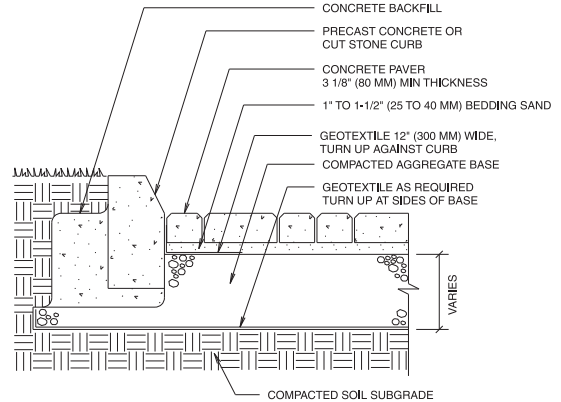 CONCRETE BACKFILL
PRECAST CONCRETE OR
CUT STONE CURB
CONCRETE PAVER
3 1/8" (80 MM) MIN THICKNESS
1" TO 1-1/2" (25 TO 40 MM) BEDDING SAND
GEOTEXTILE 12" (300 MM) WIDE,
TURN UP AGAINST CURB
COMPACTED AGGREGATE BASE
GEOTEXTILE AS REQUIRED
TURN UP AT SIDES OF BASE
VARIES
COMPACTED SOIL SUBGRADE